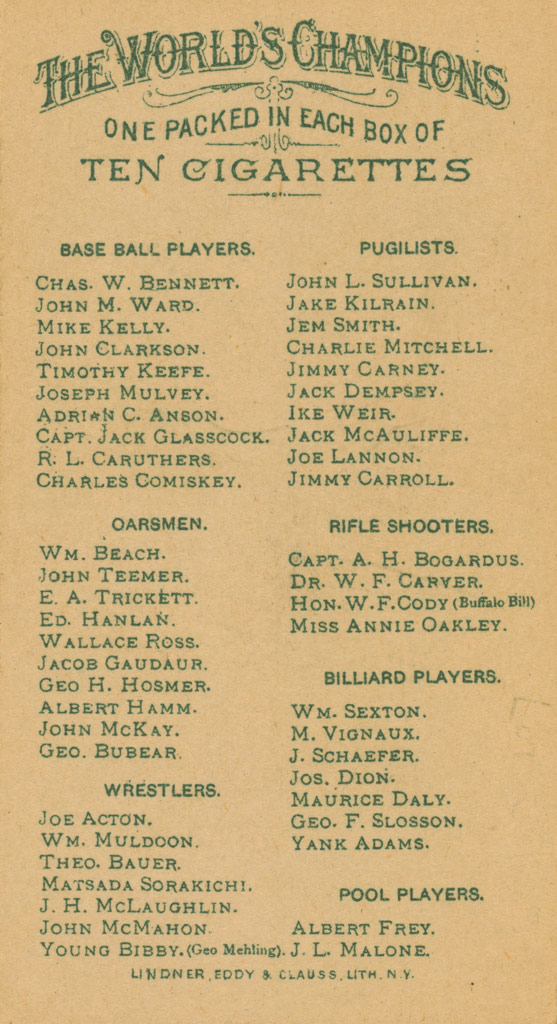 THE WORLD'S CHAMPIONS
ONE PACKED IN EACH BOX OF
TEN CIGARETTES
BASE BALL PLAYERS.
CHAS. W. BENNETT.
JOHN M. WARD.
MIKE KELLY.
JOHN CLARKSON.
TIMOTHY KEEFE.
JOSEPH MULVEY.
ADRIAN C. ANSON.
CAPT. JACK GLASSCOCK.
R. L. CARUTHERS.
CHARLES COMISKEY.
OARSMEN.
WM. BEACH.
JOHN TEEMER.
E. A. TRICKETT.
ED. HANLAN.
WALLACE ROSS.
JACOB GAUDAUR.
GEO H. HOSMER.
ALBERT HAMM.
JOHN MCKAY.
GEO. BUBEAR.
WRESTLERS.
JOE ACTON.
WM. MULDOON.
THEO. BAUER.
MATSADA SORAKICHI.
J. H. MCLAUGHLIN.
JOHN MCMAHON.
YOUNG BIBBY. (Geo Mehling).
PUGILISTS.
JOHN L. SULLIVAN.
JAKE KILRAIN.
JEM SMITH.
CHARLIE MITCHELL.
JIMMY CARNEY.
JACK DEMPSEY.
IKE WEIR.
JACK MCAULIFFE.
JOE LANNON.
JIMMY CARROLL.
RIFLE SHOOTERS.
CAPT. A. H. BOGARDUS.
DR. W. F. CARVER.
HON. W. F. CODY (Buffalo Bill)
MISS ANNIE OAKLEY.
BILLIARD PLAYERS.
WM. SEXTON.
M. VIGNAUX.
J. SCHAEFER.
JOS. DION.
MAURICE DALY.
GEO. F. SLOSSON.
YANK ADAMS.
POOL PLAYERS.
ALBERT FREY.
J. L. MALONE.
LINDNER, EDDY & CLAUSS, LITH. N.Y.